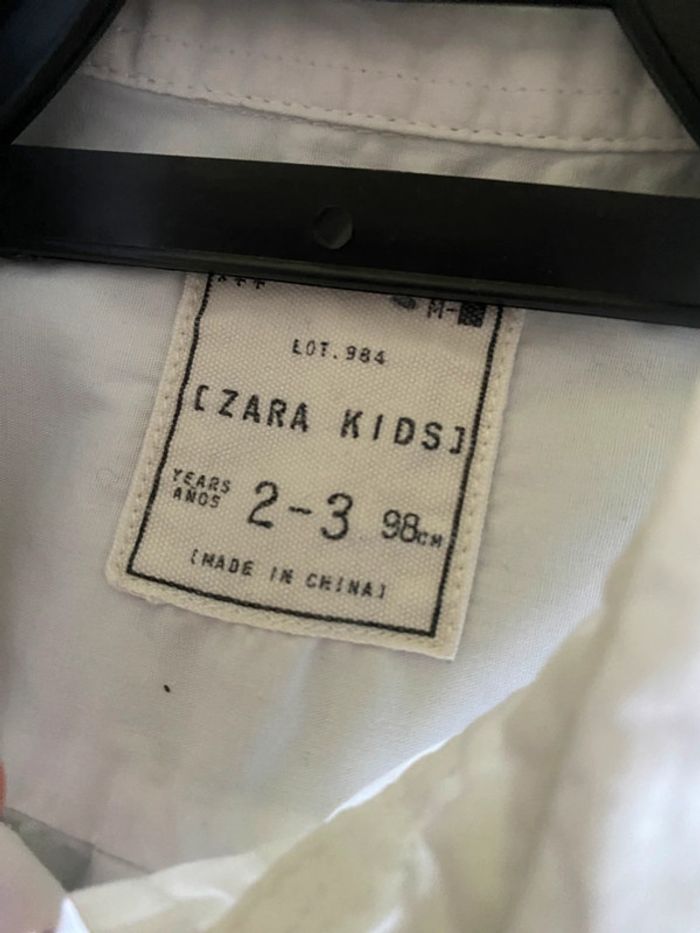 M-
LOT.984
[ZARA KIDS]
YEARS
AÑOS
2-3 98CM
[MADE IN CHINA]